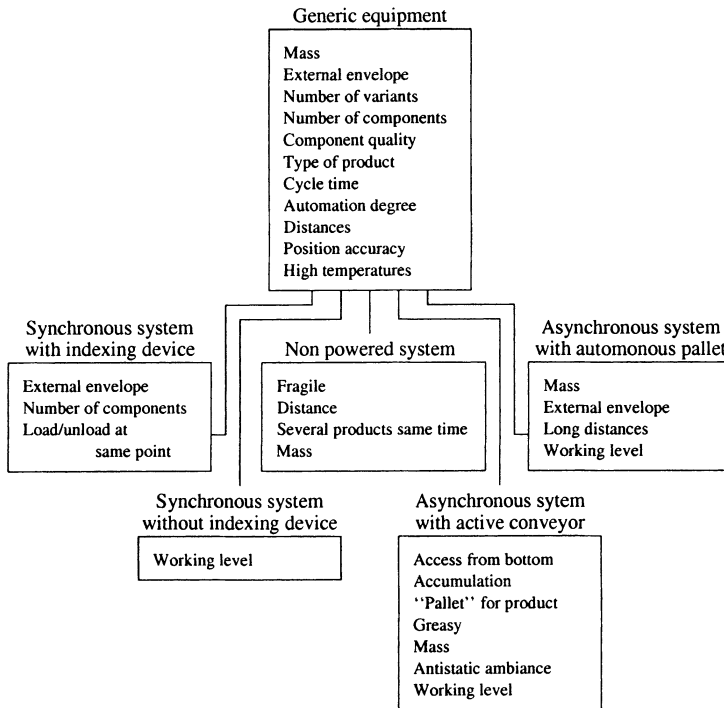 Generic equipment
Mass
External envelope
Number of variants
Number of components
Component quality
Type of product
Cycle time
Automation degree
Distances
Position accuracy
High temperatures
Synchronous system
with indexing device
External envelope
Number of components
Load/unload at
same point
Non powered system
Fragile
Distance
Several products same time
Mass
Asynchronous system
with automonous pallet
Mass
External envelope
Long distances
Working level
Synchronous system
without indexing device
Working level
Asynchronous sytem
with active conveyor
Access from bottom
Accumulation
“Pallet” for product
Greasy
Mass
Antistatic ambiance
Working level